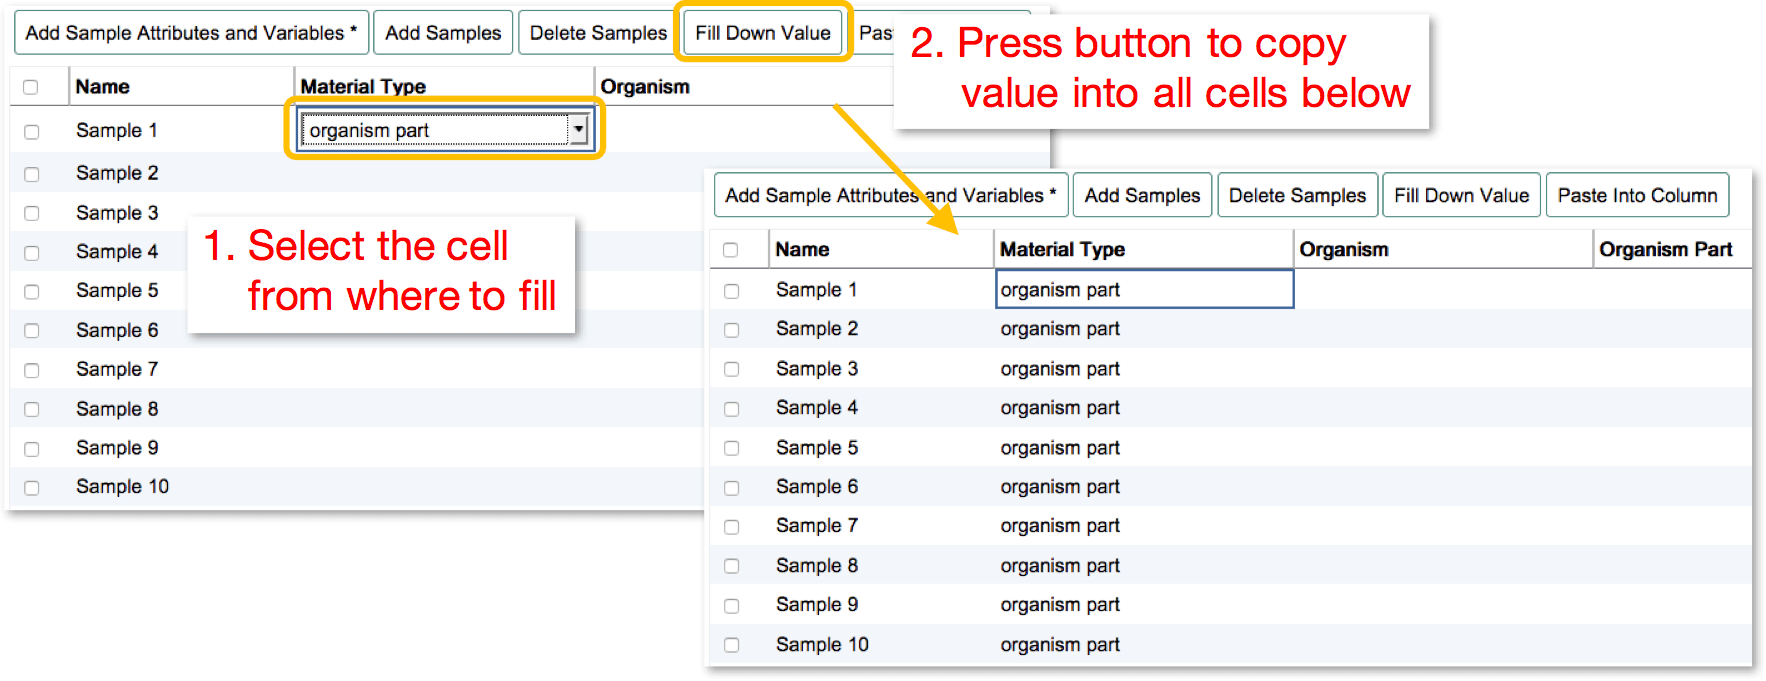 Add Sample Attributes and Variables * Add Samples Delete Samples Fill Down Value
Name Material Type Organism
Sample 1 organism part
Sample 2
Sample 3
Sample 4
Sample 5
Sample 6
Sample 7
Sample 8
Sample 9
Sample 10
1. Select the cell
from where to fill
2. Press button to copy
value into all cells below
Add Sample Attributes and Variables * Add Samples Delete Samples Fill Down Value Paste Into Column
Name Material Type Organism Organism Part
Sample 1 organism part
Sample 2 organism part
Sample 3 organism part
Sample 4 organism part
Sample 5 organism part
Sample 6 organism part
Sample 7 organism part
Sample 8 organism part
Sample 9 organism part
Sample 10 organism part